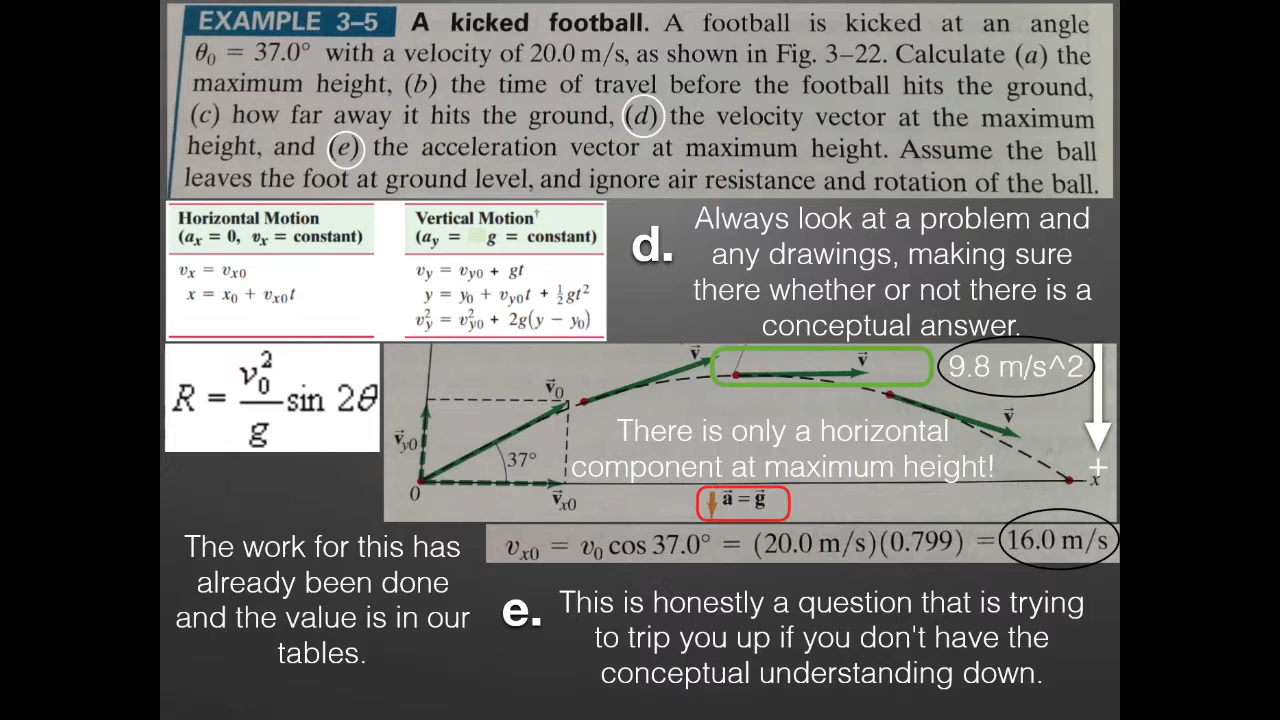 EXAMPLE 3–5 A kicked football. A football is kicked at an angle
θ₀ = 37.0° with a velocity of 20.0 m/s, as shown in Fig. 3–22. Calculate (a) the
maximum height, (b) the time of travel before the football hits the ground,
(c) how far away it hits the ground, (d) the velocity vector at the maximum
height, and (e) the acceleration vector at maximum height. Assume the ball
leaves the foot at ground level, and ignore air resistance and rotation of the ball.
Horizontal Motion
(aₓ = 0, vₓ = constant)
vₓ = vₓ₀
x = x₀ + vₓ₀t
Vertical Motion†
(a_y = g = constant)
v_y = v_y0 + gt
y = y₀ + v_y0 t + ½gt²
v_y² = v_y0² + 2g(y − y₀)
d.
Always look at a problem and
any drawings, making sure
there whether or not there is a
conceptual answer.
R = v₀²/g sin 2θ
v⃗
v⃗
9.8 m/s^2
v⃗₀
v⃗
v⃗_y0
There is only a horizontal
37°
component at maximum height!
+
x
0
v⃗ₓ₀
a⃗ = g⃗
vₓ₀ = v₀ cos 37.0° = (20.0 m/s)(0.799) = 16.0 m/s
The work for this has
already been done
and the value is in our
tables.
e.
This is honestly a question that is trying
to trip you up if you don't have the
conceptual understanding down.